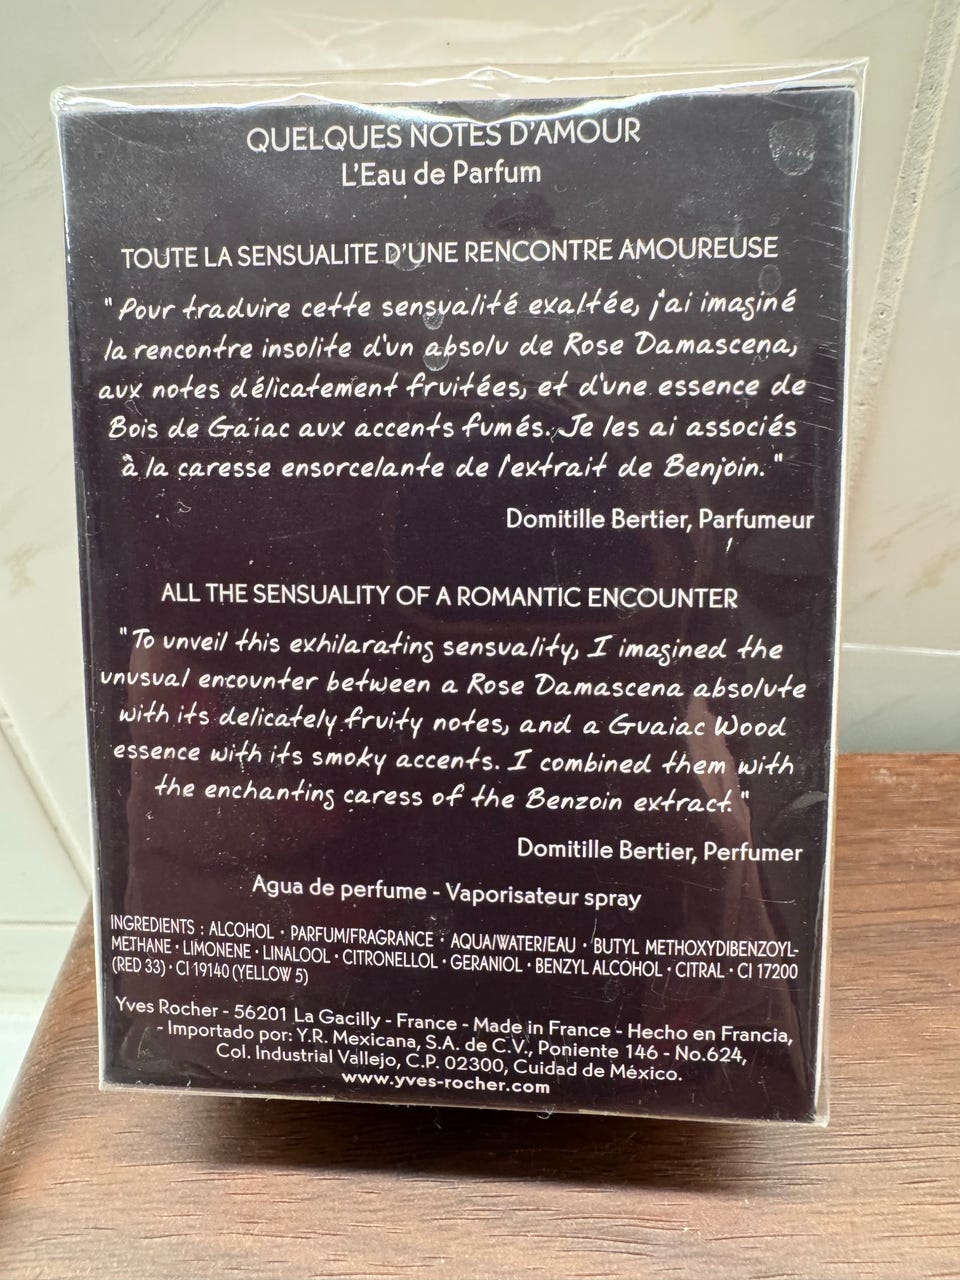 QUELQUES NOTES D'AMOUR
L'Eau de Parfum
TOUTE LA SENSUALITE D'UNE RENCONTRE AMOUREUSE
"Pour traduire cette sensualité exaltée, j'ai imaginé
la rencontre insolite d'un absolu de Rose Damascena,
aux notes délicatement fruitées, et d'une essence de
Bois de Gaïac aux accents fumés. Je les ai associés
à la caresse ensorcelante de l'extrait de Benjoin."
Domitille Bertier, Parfumeur
ALL THE SENSUALITY OF A ROMANTIC ENCOUNTER
"To unveil this exhilarating sensuality, I imagined the
unusual encounter between a Rose Damascena absolute
with its delicately fruity notes, and a Guaiac Wood
essence with its smoky accents. I combined them with
the enchanting caress of the Benzoin extract."
Domitille Bertier, Perfumer
Agua de perfume - Vaporisateur spray
INGREDIENTS : ALCOHOL • PARFUM/FRAGRANCE • AQUA/WATER/EAU • BUTYL METHOXYDIBENZOYL-
METHANE • LIMONENE • LINALOOL • CITRONELLOL • GERANIOL • BENZYL ALCOHOL • CITRAL • CI 17200
(RED 33) • CI 19140 (YELLOW 5)
Yves Rocher - 56201 La Gacilly - France - Made in France - Hecho en Francia,
- Importado por: Y.R. Mexicana, S.A. de C.V., Poniente 146 - No.624,
Col. Industrial Vallejo, C.P. 02300, Cuidad de México.
www.yves-rocher.com